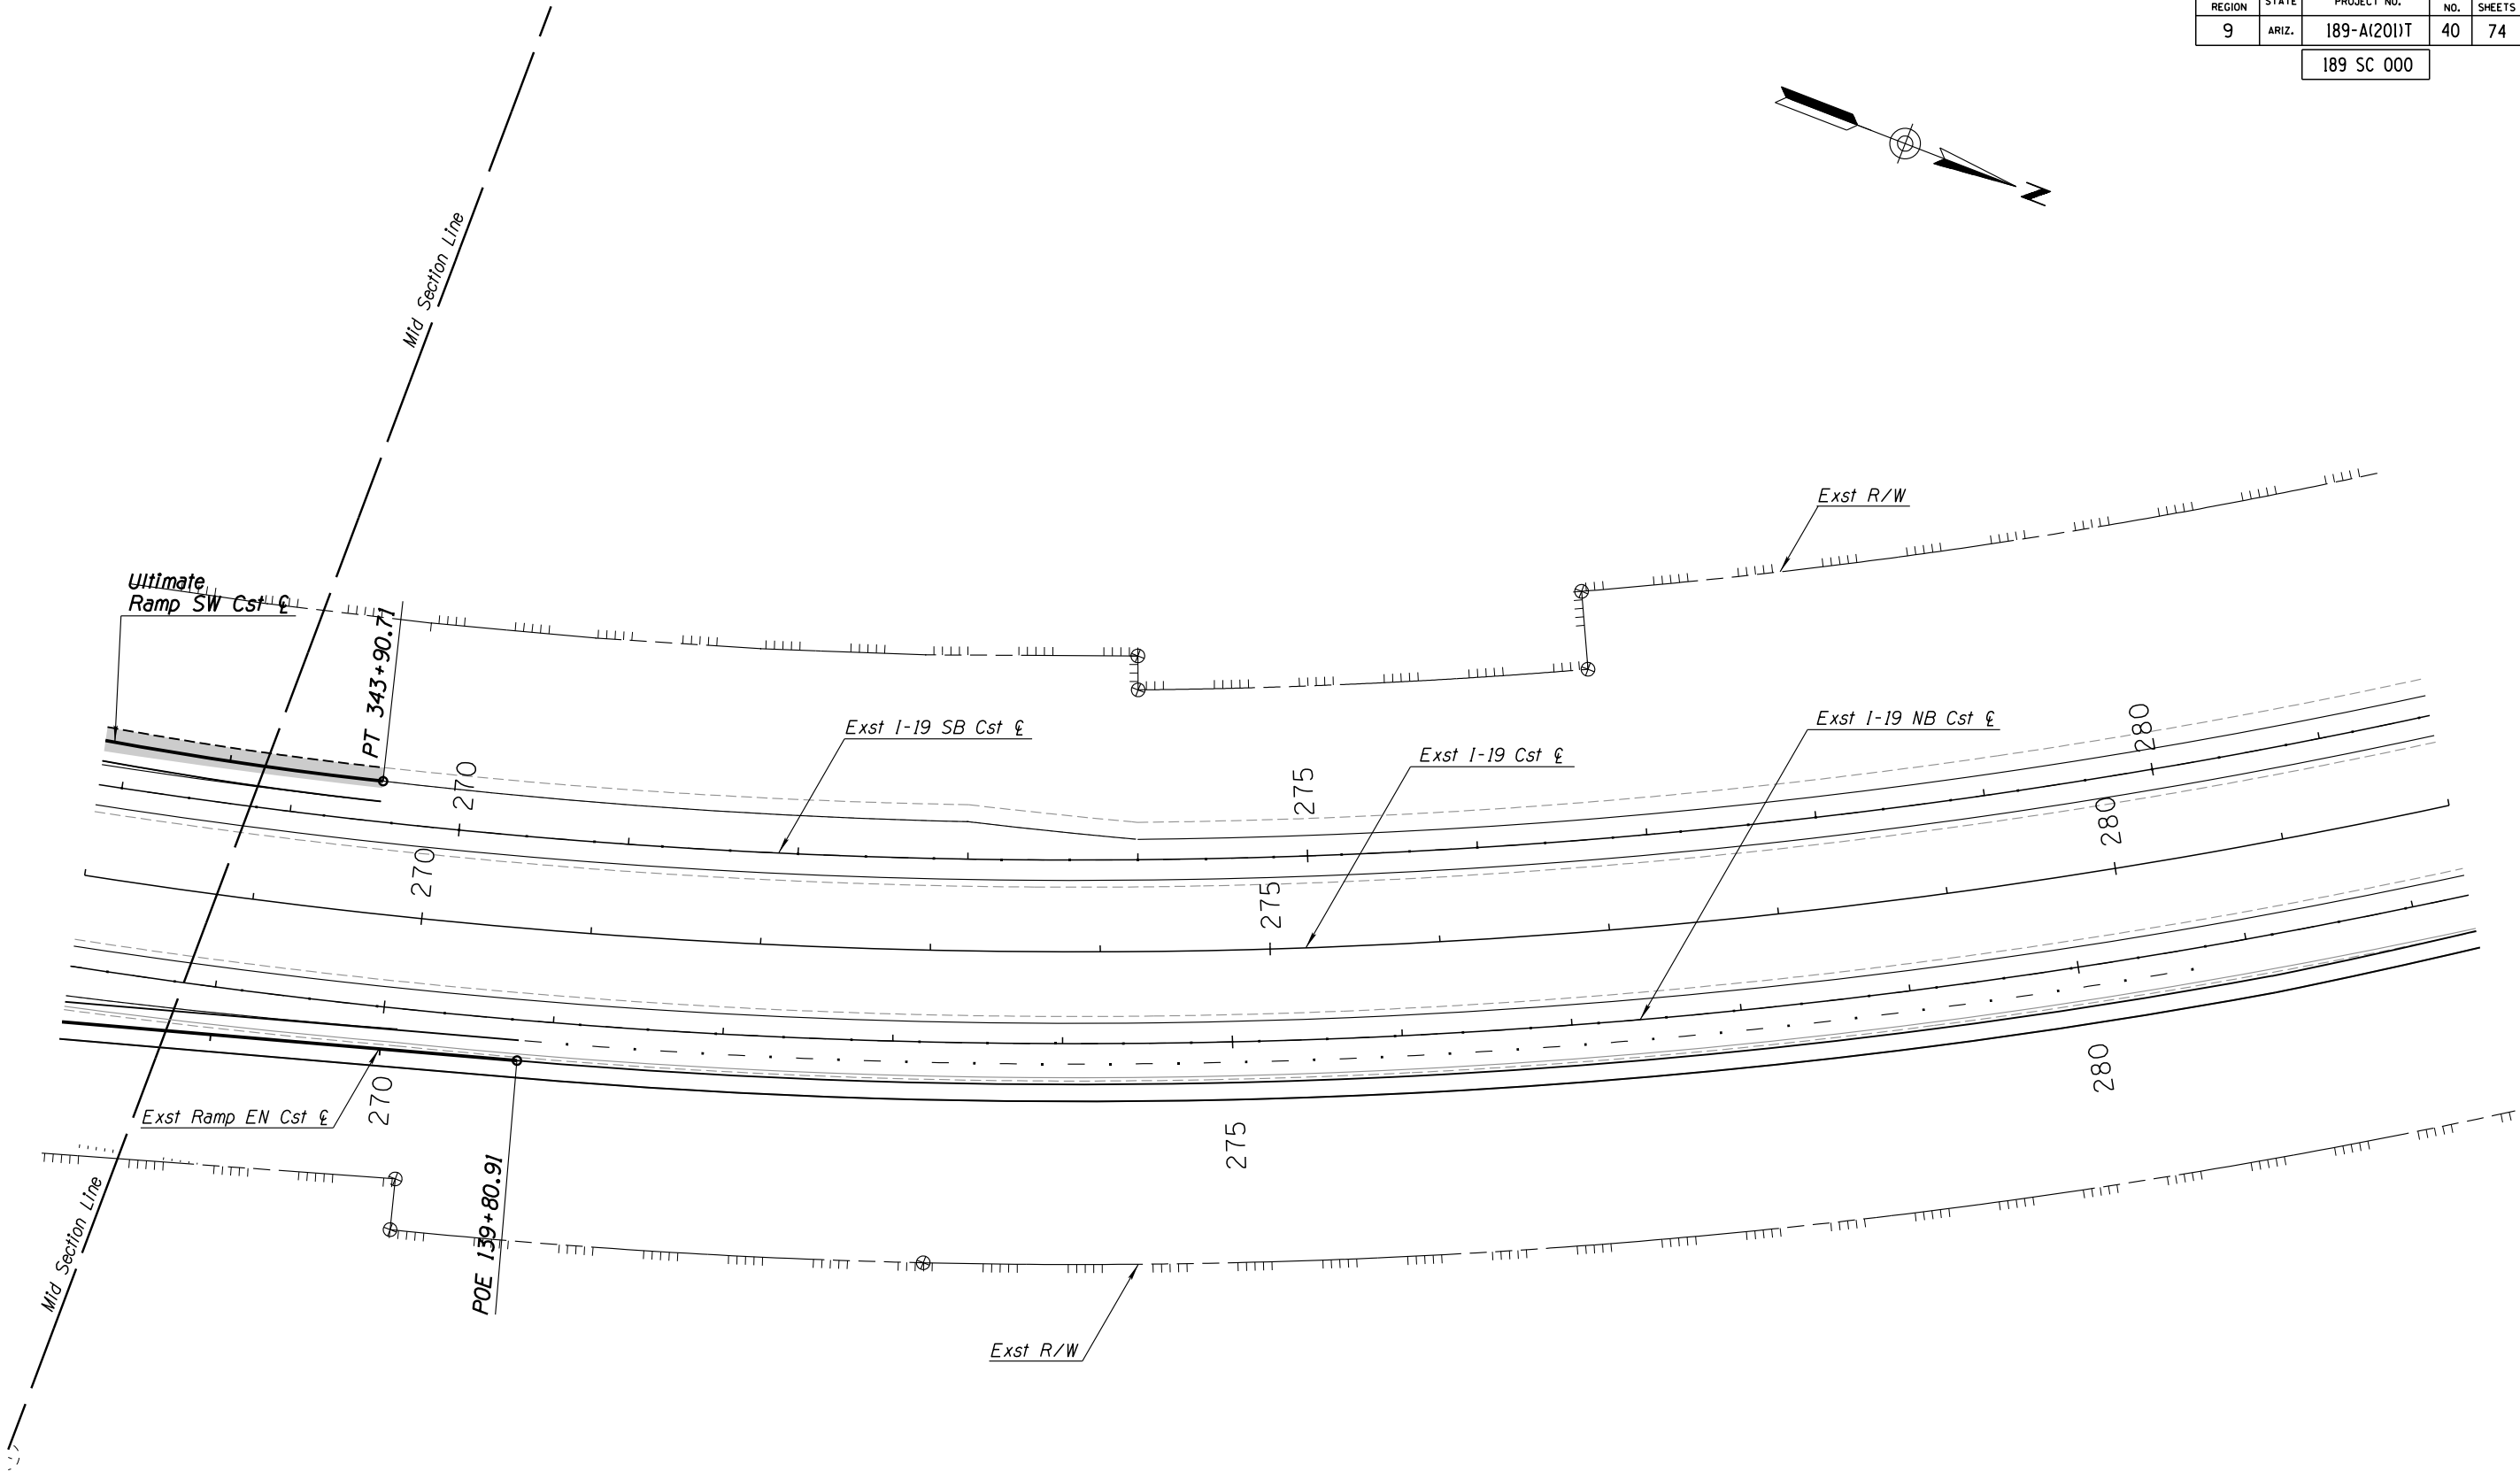 REGION STATE PROJECT NO. NO. SHEETS
9 ARIZ. 189-A(201)T 40 74
189 SC 000
N
Mid Section Line
Exst R/W
Ultimate
Ramp SW Cst ℄
PT 343+90.71
Exst I-19 SB Cst ℄
Exst I-19 Cst ℄
Exst I-19 NB Cst ℄
270
275
280
270
275
280
Exst Ramp EN Cst ℄
270
275
280
POE 139+80.91
Mid Section Line
Exst R/W